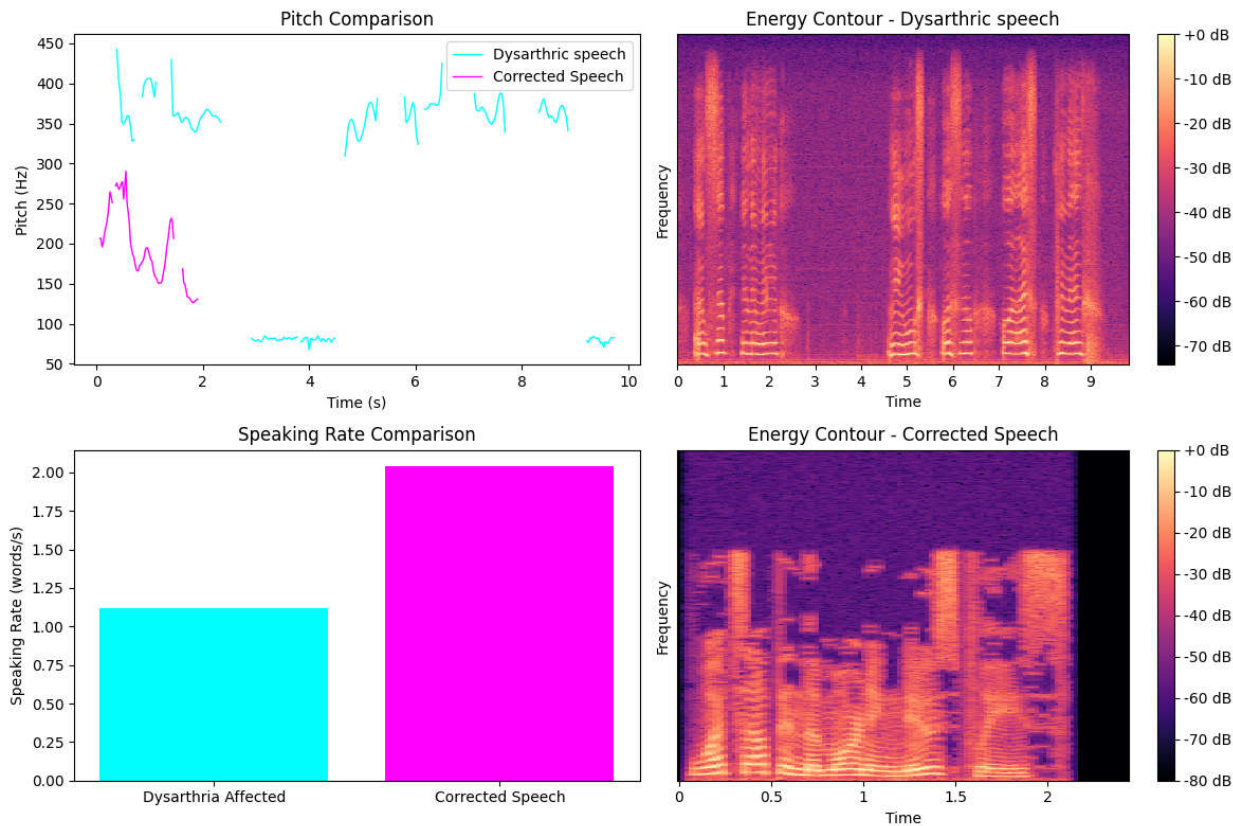 Pitch Comparison
450
400
350
300
250
200
150
100
50
Pitch (Hz)
Dysarthric speech
Corrected Speech
0 2 4 6 8 10
Time (s)
Energy Contour - Dysarthric speech
Frequency
0 1 2 3 4 5 6 7 8 9
Time
+0 dB
-10 dB
-20 dB
-30 dB
-40 dB
-50 dB
-60 dB
-70 dB
Speaking Rate Comparison
2.00
1.75
1.50
1.25
1.00
0.75
0.50
0.25
0.00
Speaking Rate (words/s)
Dysarthria Affected Corrected Speech
Energy Contour - Corrected Speech
Frequency
0 0.5 1 1.5 2
Time
+0 dB
-10 dB
-20 dB
-30 dB
-40 dB
-50 dB
-60 dB
-70 dB
-80 dB